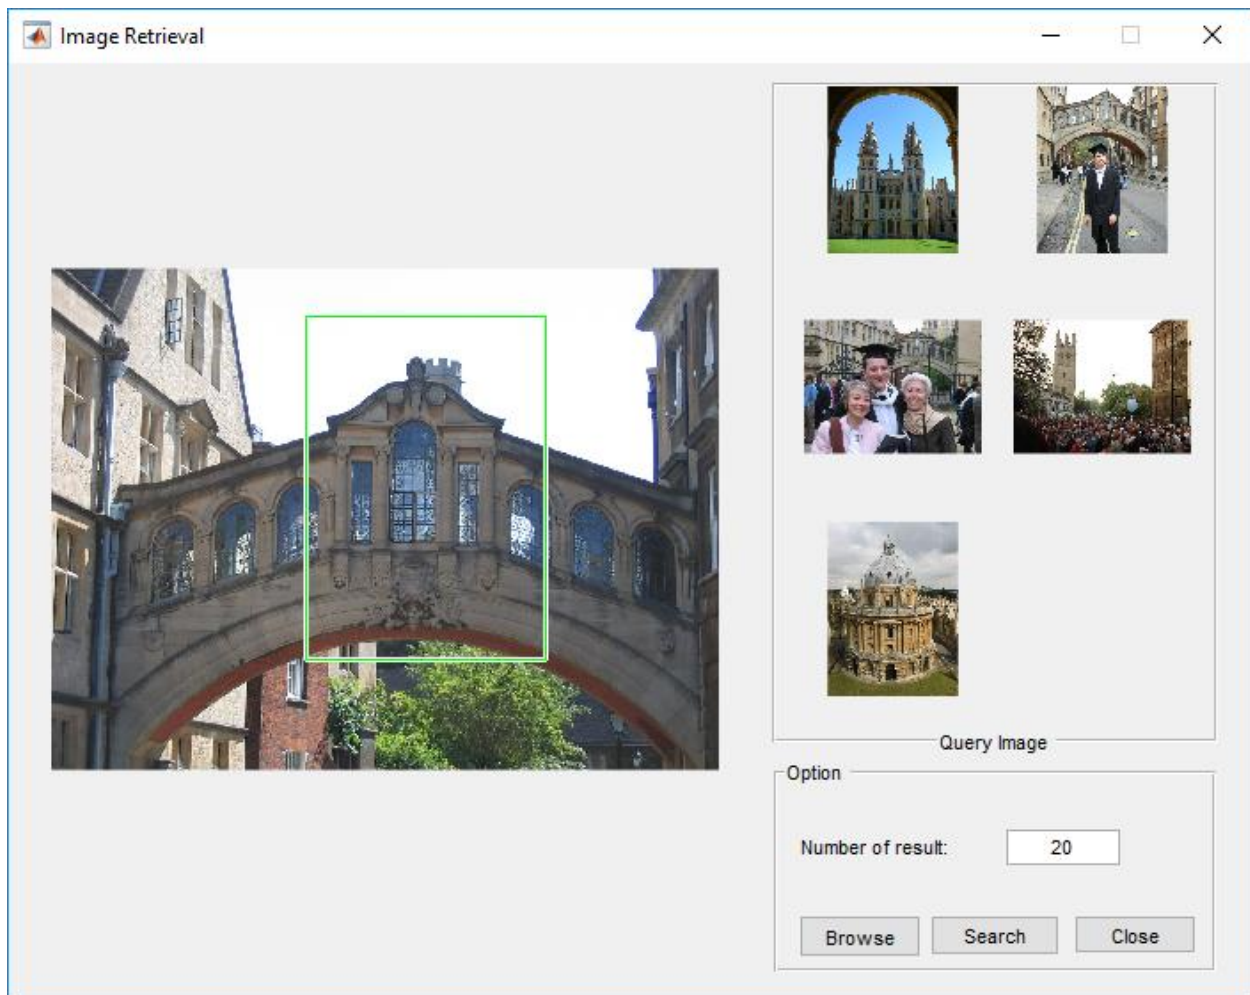 Image Retrieval
Query Image
Option
Number of result:
20
Browse
Search
Close